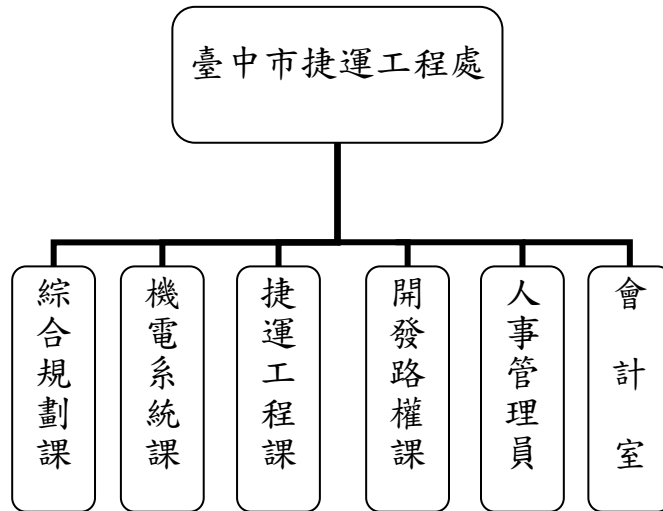 臺中市捷運工程處
綜合規劃課
機電系統課
捷運工程課
開發路權課
人事管理員
會計室